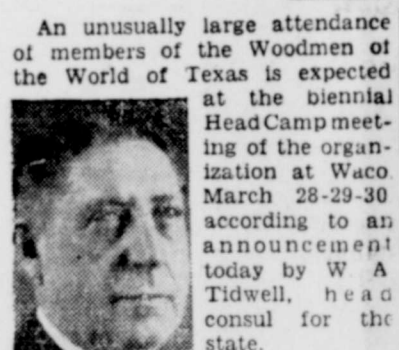 An unusually large attendance
of members of the Woodmen of
the World of Texas is expected
at the biennial
Head Camp meet-
ing of the organ-
ization at Waco
March 28-29-30
according to an
announcement
today by W. A
Tidwell, head
consul for the
state.